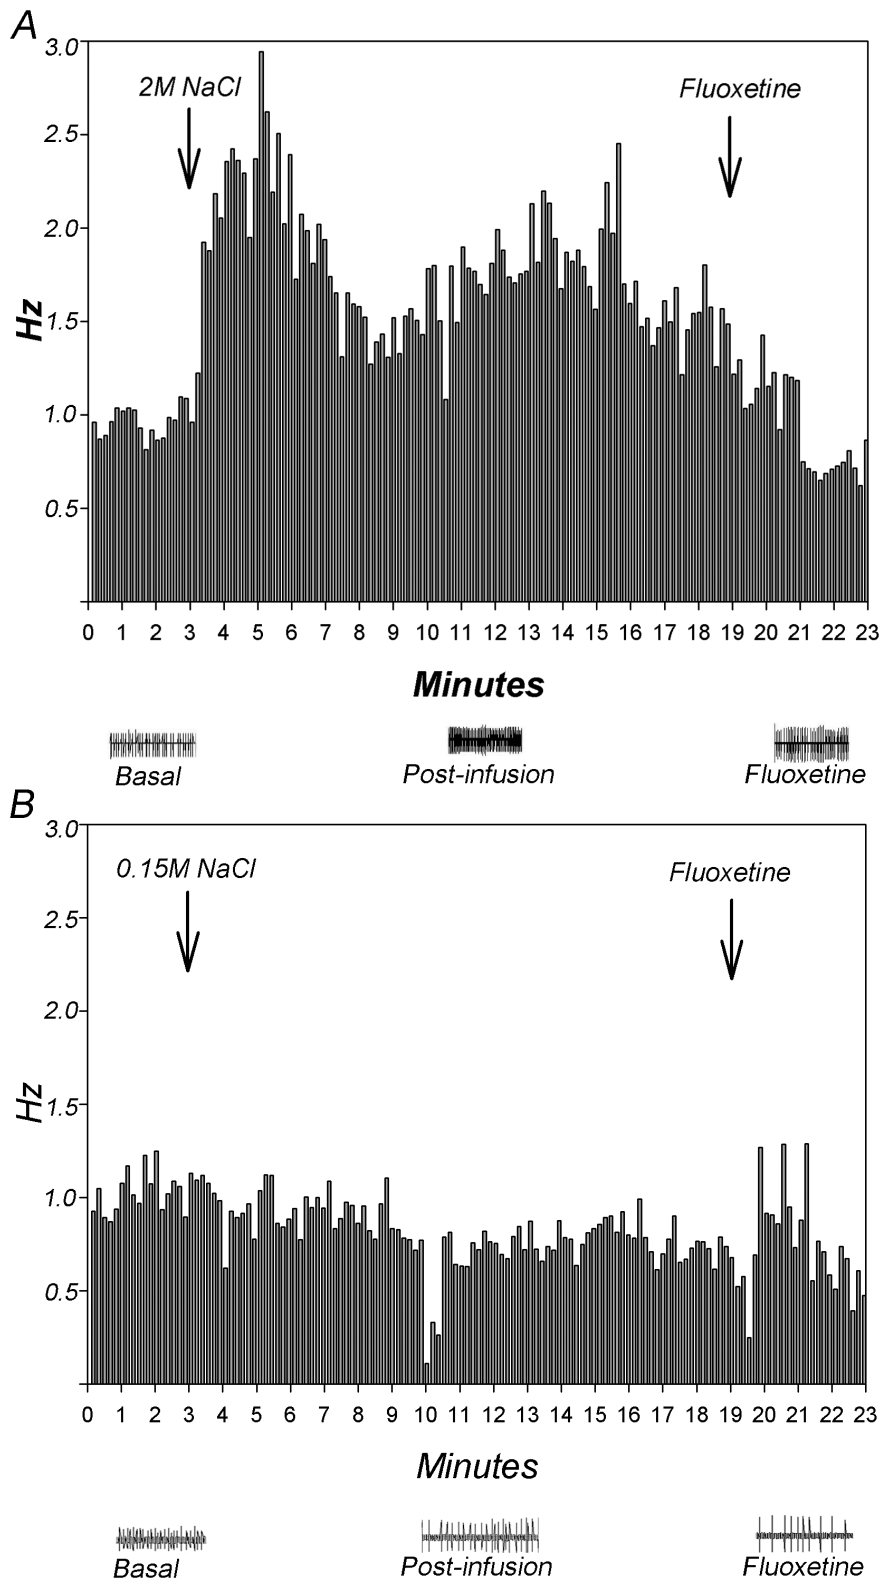 A
3.0
2M NaCl
Fluoxetine
2.5
2.0
Hz
1.5
1.0
0.5
0 1 2 3 4 5 6 7 8 9 10 11 12 13 14 15 16 17 18 19 20 21 22 23
Minutes
Basal
Post-infusion
Fluoxetine
B
3.0
0.15M NaCl
Fluoxetine
2.5
2.0
Hz
1.5
1.0
0.5
0 1 2 3 4 5 6 7 8 9 10 11 12 13 14 15 16 17 18 19 20 21 22 23
Minutes
Basal
Post-infusion
Fluoxetine